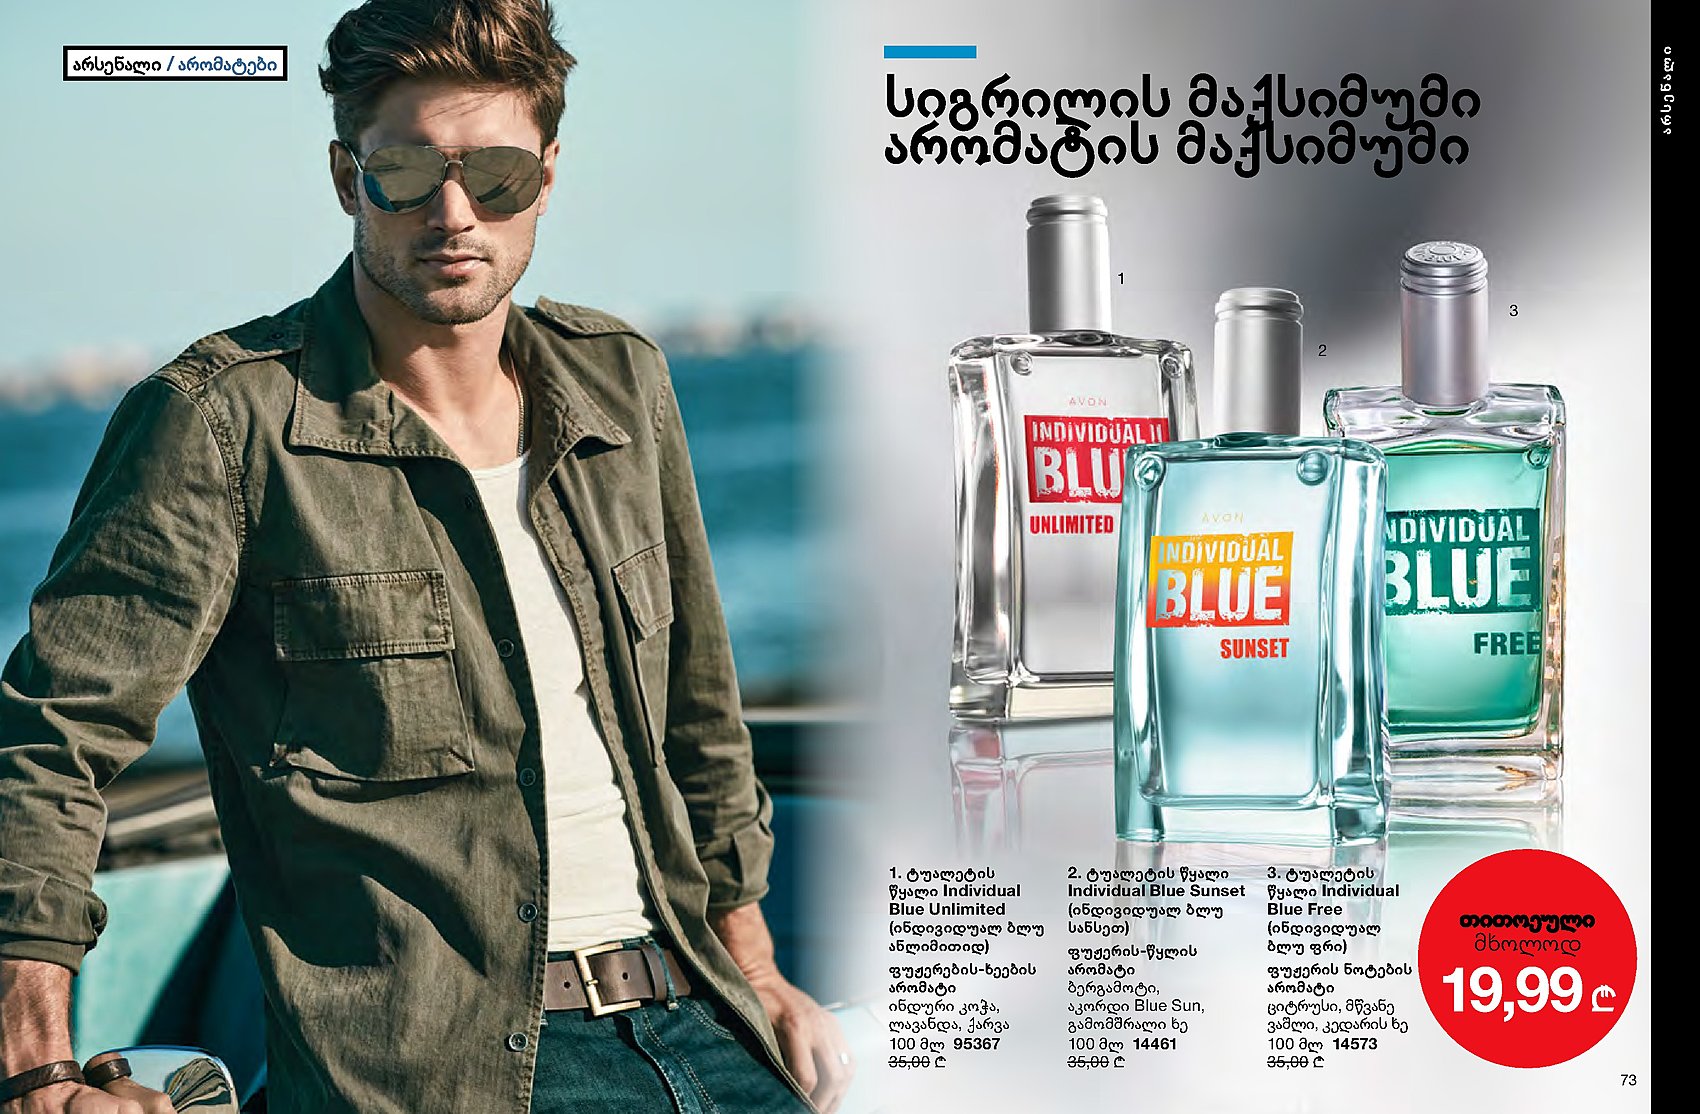 არსენალი / არომატები
სიგრილის მაქსიმუმი
არომატის მაქსიმუმი
არსენალი
1
2
3
AVON
INDIVIDUAL
BLU
UNLIMITED
AVON
INDIVIDUAL
BLUE
SUNSET
NDIVIDUAL
BLUE
FREE
1. ტუალეტის
წყალი Individual
Blue Unlimited
(ინდივიდუალ ბლუ
ანლიმითიდ)
ფუჟერების-ხეების
არომატი
ინდური კოჭა,
ლავანდა, ქარვა
100 მლ 95367
35,00 ₾
2. ტუალეტის წყალი
Individual Blue Sunset
(ინდივიდუალ ბლუ
სანსეთ)
ფუჟერის-წყლის
არომატი
ბერგამოტი,
აკორდი Blue Sun,
გამომშრალი ხე
100 მლ 14461
35,00 ₾
3. ტუალეტის
წყალი Individual
Blue Free
(ინდივიდუალ
ბლუ ფრი)
ფუჟერის ნოტების
არომატი
ციტრუსი, მწვანე
ვაშლი, კედარის ხე
100 მლ 14573
35,00 ₾
თითოეული
მხოლოდ
19,99 ₾
73